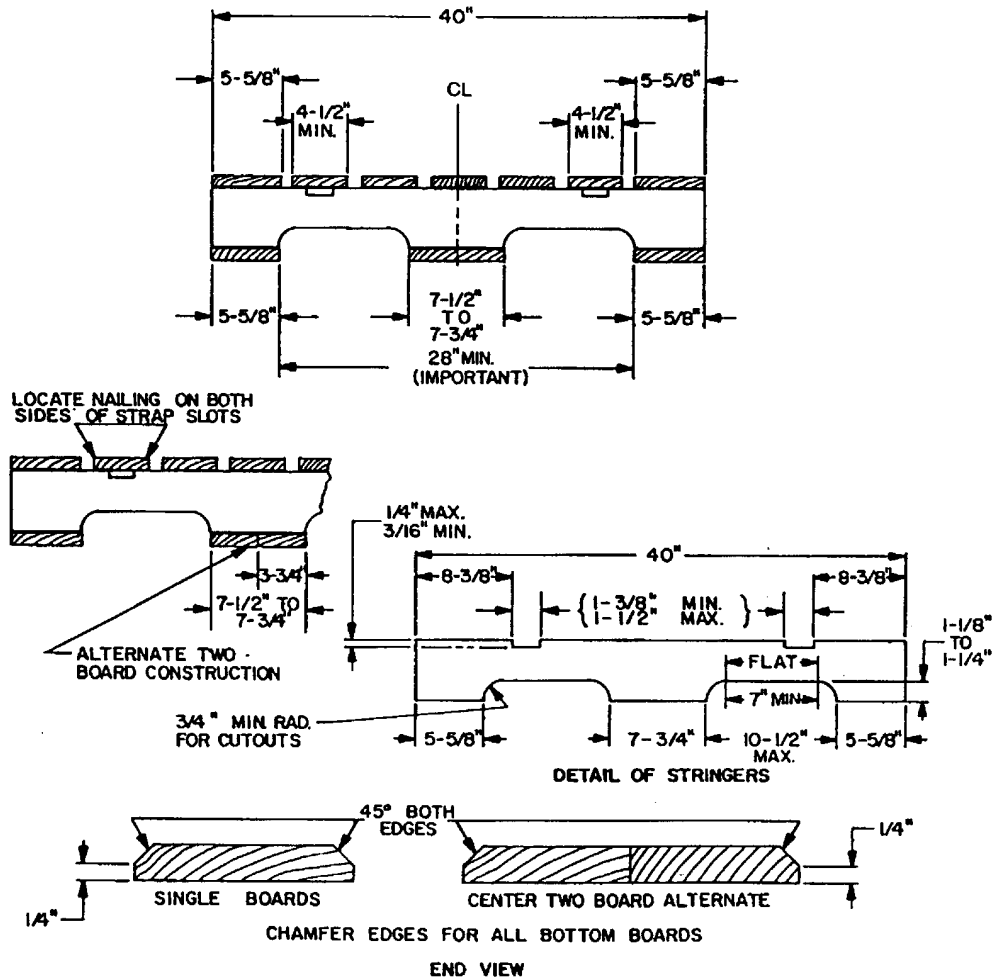 40"
5-5/8"
5-5/8"
4-1/2"
MIN.
CL
4-1/2"
MIN.
5-5/8"
7-1/2"
TO
7-3/4"
5-5/8"
28" MIN.
(IMPORTANT)
LOCATE NAILING ON BOTH
SIDES OF STRAP SLOTS
3-3/4"
7-1/2" TO
7-3/4"
ALTERNATE TWO -
BOARD CONSTRUCTION
1/4" MAX.
3/16" MIN.
40"
8-3/8"
8-3/8"
{ 1-3/8" MIN. }
{ 1-1/2" MAX. }
1-1/8"
TO
1-1/4"
FLAT
7" MIN
3/4" MIN. RAD.
FOR CUTOUTS
5-5/8"
7-3/4"
10-1/2"
MAX.
5-5/8"
DETAIL OF STRINGERS
45° BOTH
EDGES
1/4"
1/4"
SINGLE BOARDS
CENTER TWO BOARD ALTERNATE
CHAMFER EDGES FOR ALL BOTTOM BOARDS
END VIEW